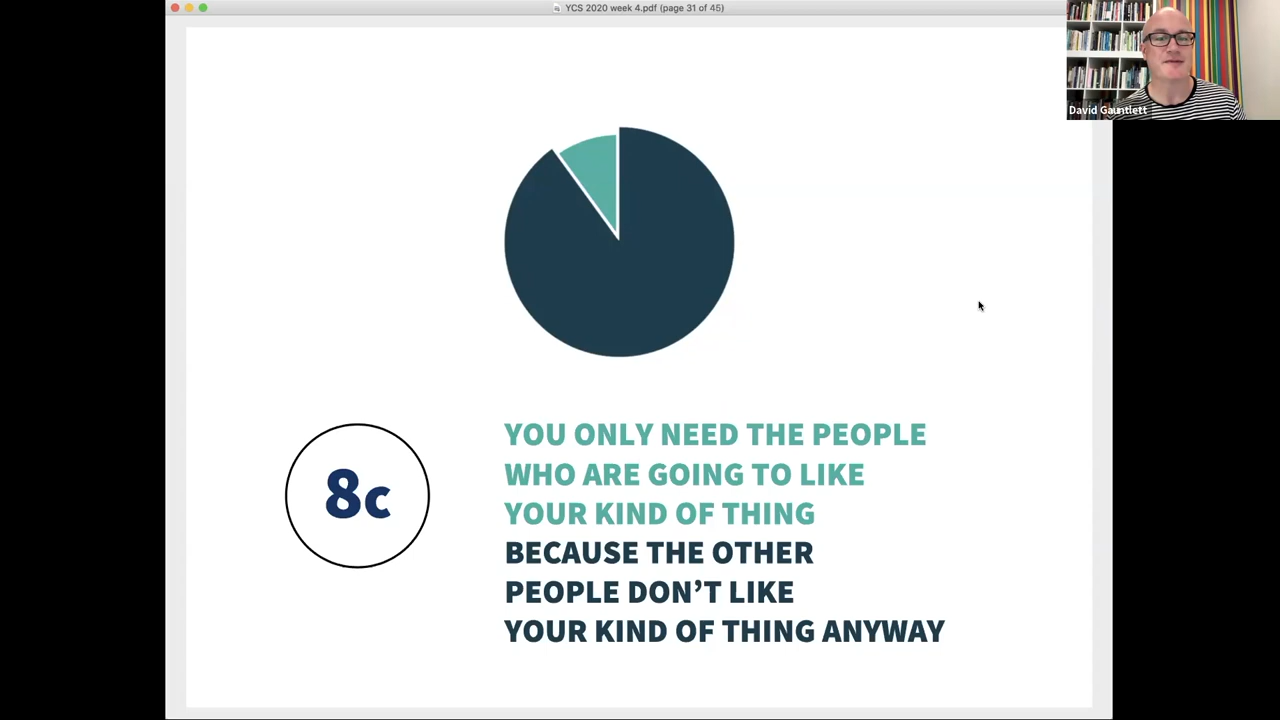 YCS 2020 week 4.pdf (page 31 of 45)
David Gauntlett
8c
YOU ONLY NEED THE PEOPLE
WHO ARE GOING TO LIKE
YOUR KIND OF THING
BECAUSE THE OTHER
PEOPLE DON’T LIKE
YOUR KIND OF THING ANYWAY